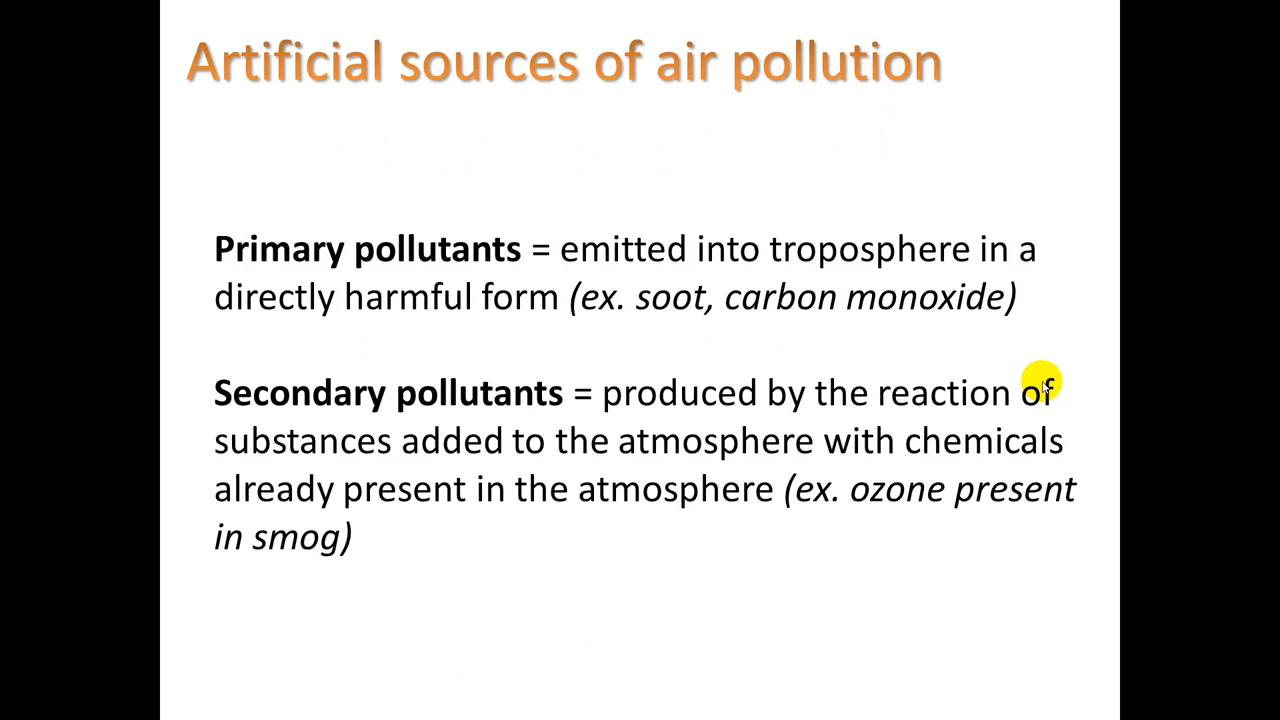 Artificial sources of air pollution
Primary pollutants = emitted into troposphere in a
directly harmful form (ex. soot, carbon monoxide)
Secondary pollutants = produced by the reaction of
substances added to the atmosphere with chemicals
already present in the atmosphere (ex. ozone present
in smog)